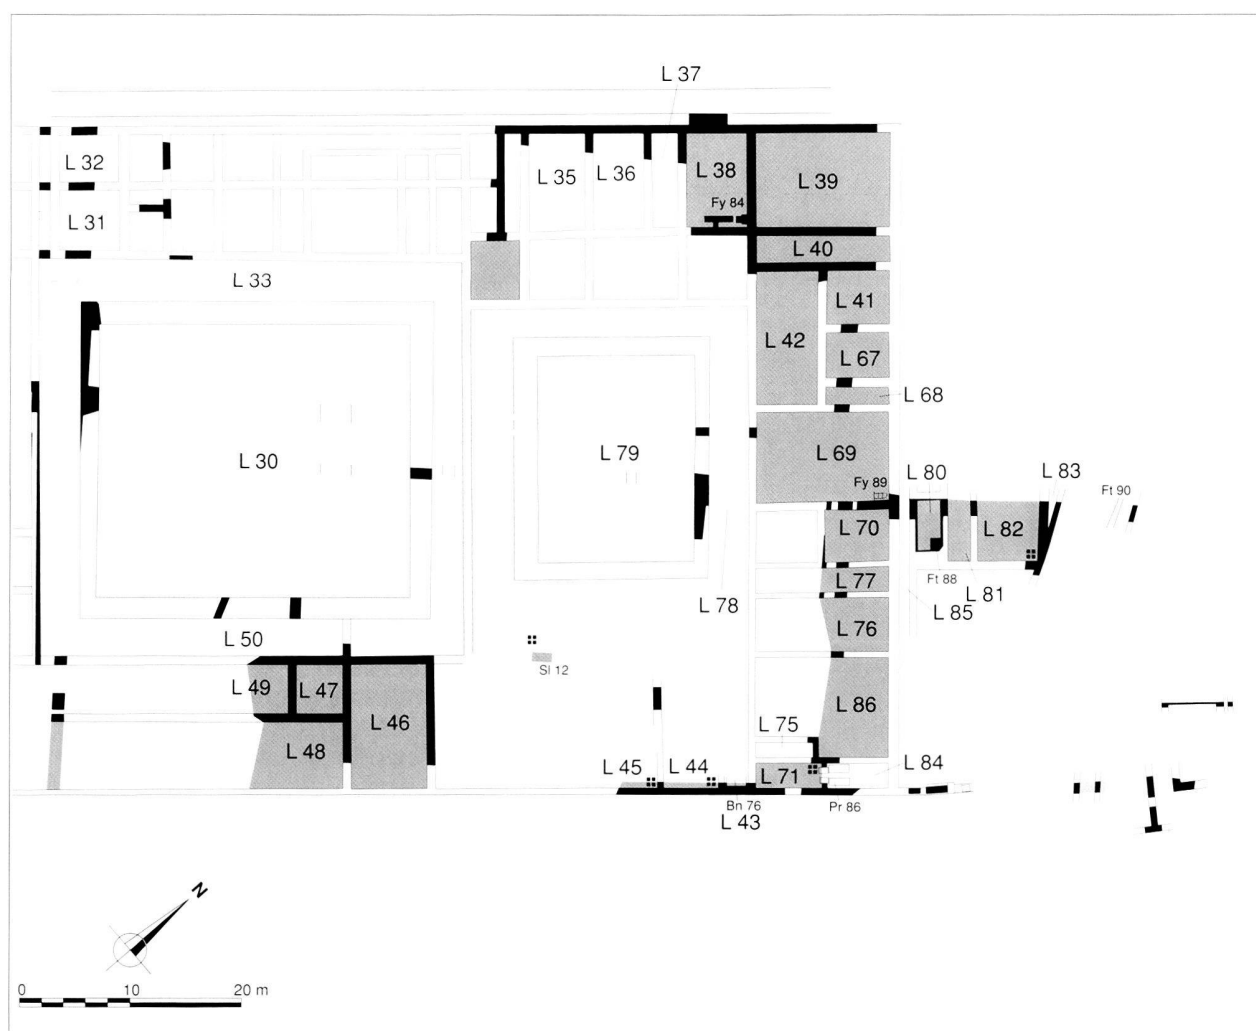 L 37
L 32
L 35
L 36
L 38
L 39
Fy 84
L 31
L 40
L 33
L 41
L 42
L 67
L 68
L 30
L 79
L 69
L 80
L 83
Fy 89
Ft 90
L 70
L 82
L 77
Ft 88
L 81
L 78
L 85
L 76
L 50
Sl 12
L 49
L 47
L 86
L 46
L 75
L 48
L 45
L 44
L 71
L 84
Bn 76
Pr 86
L 43
N
0 10 20 m